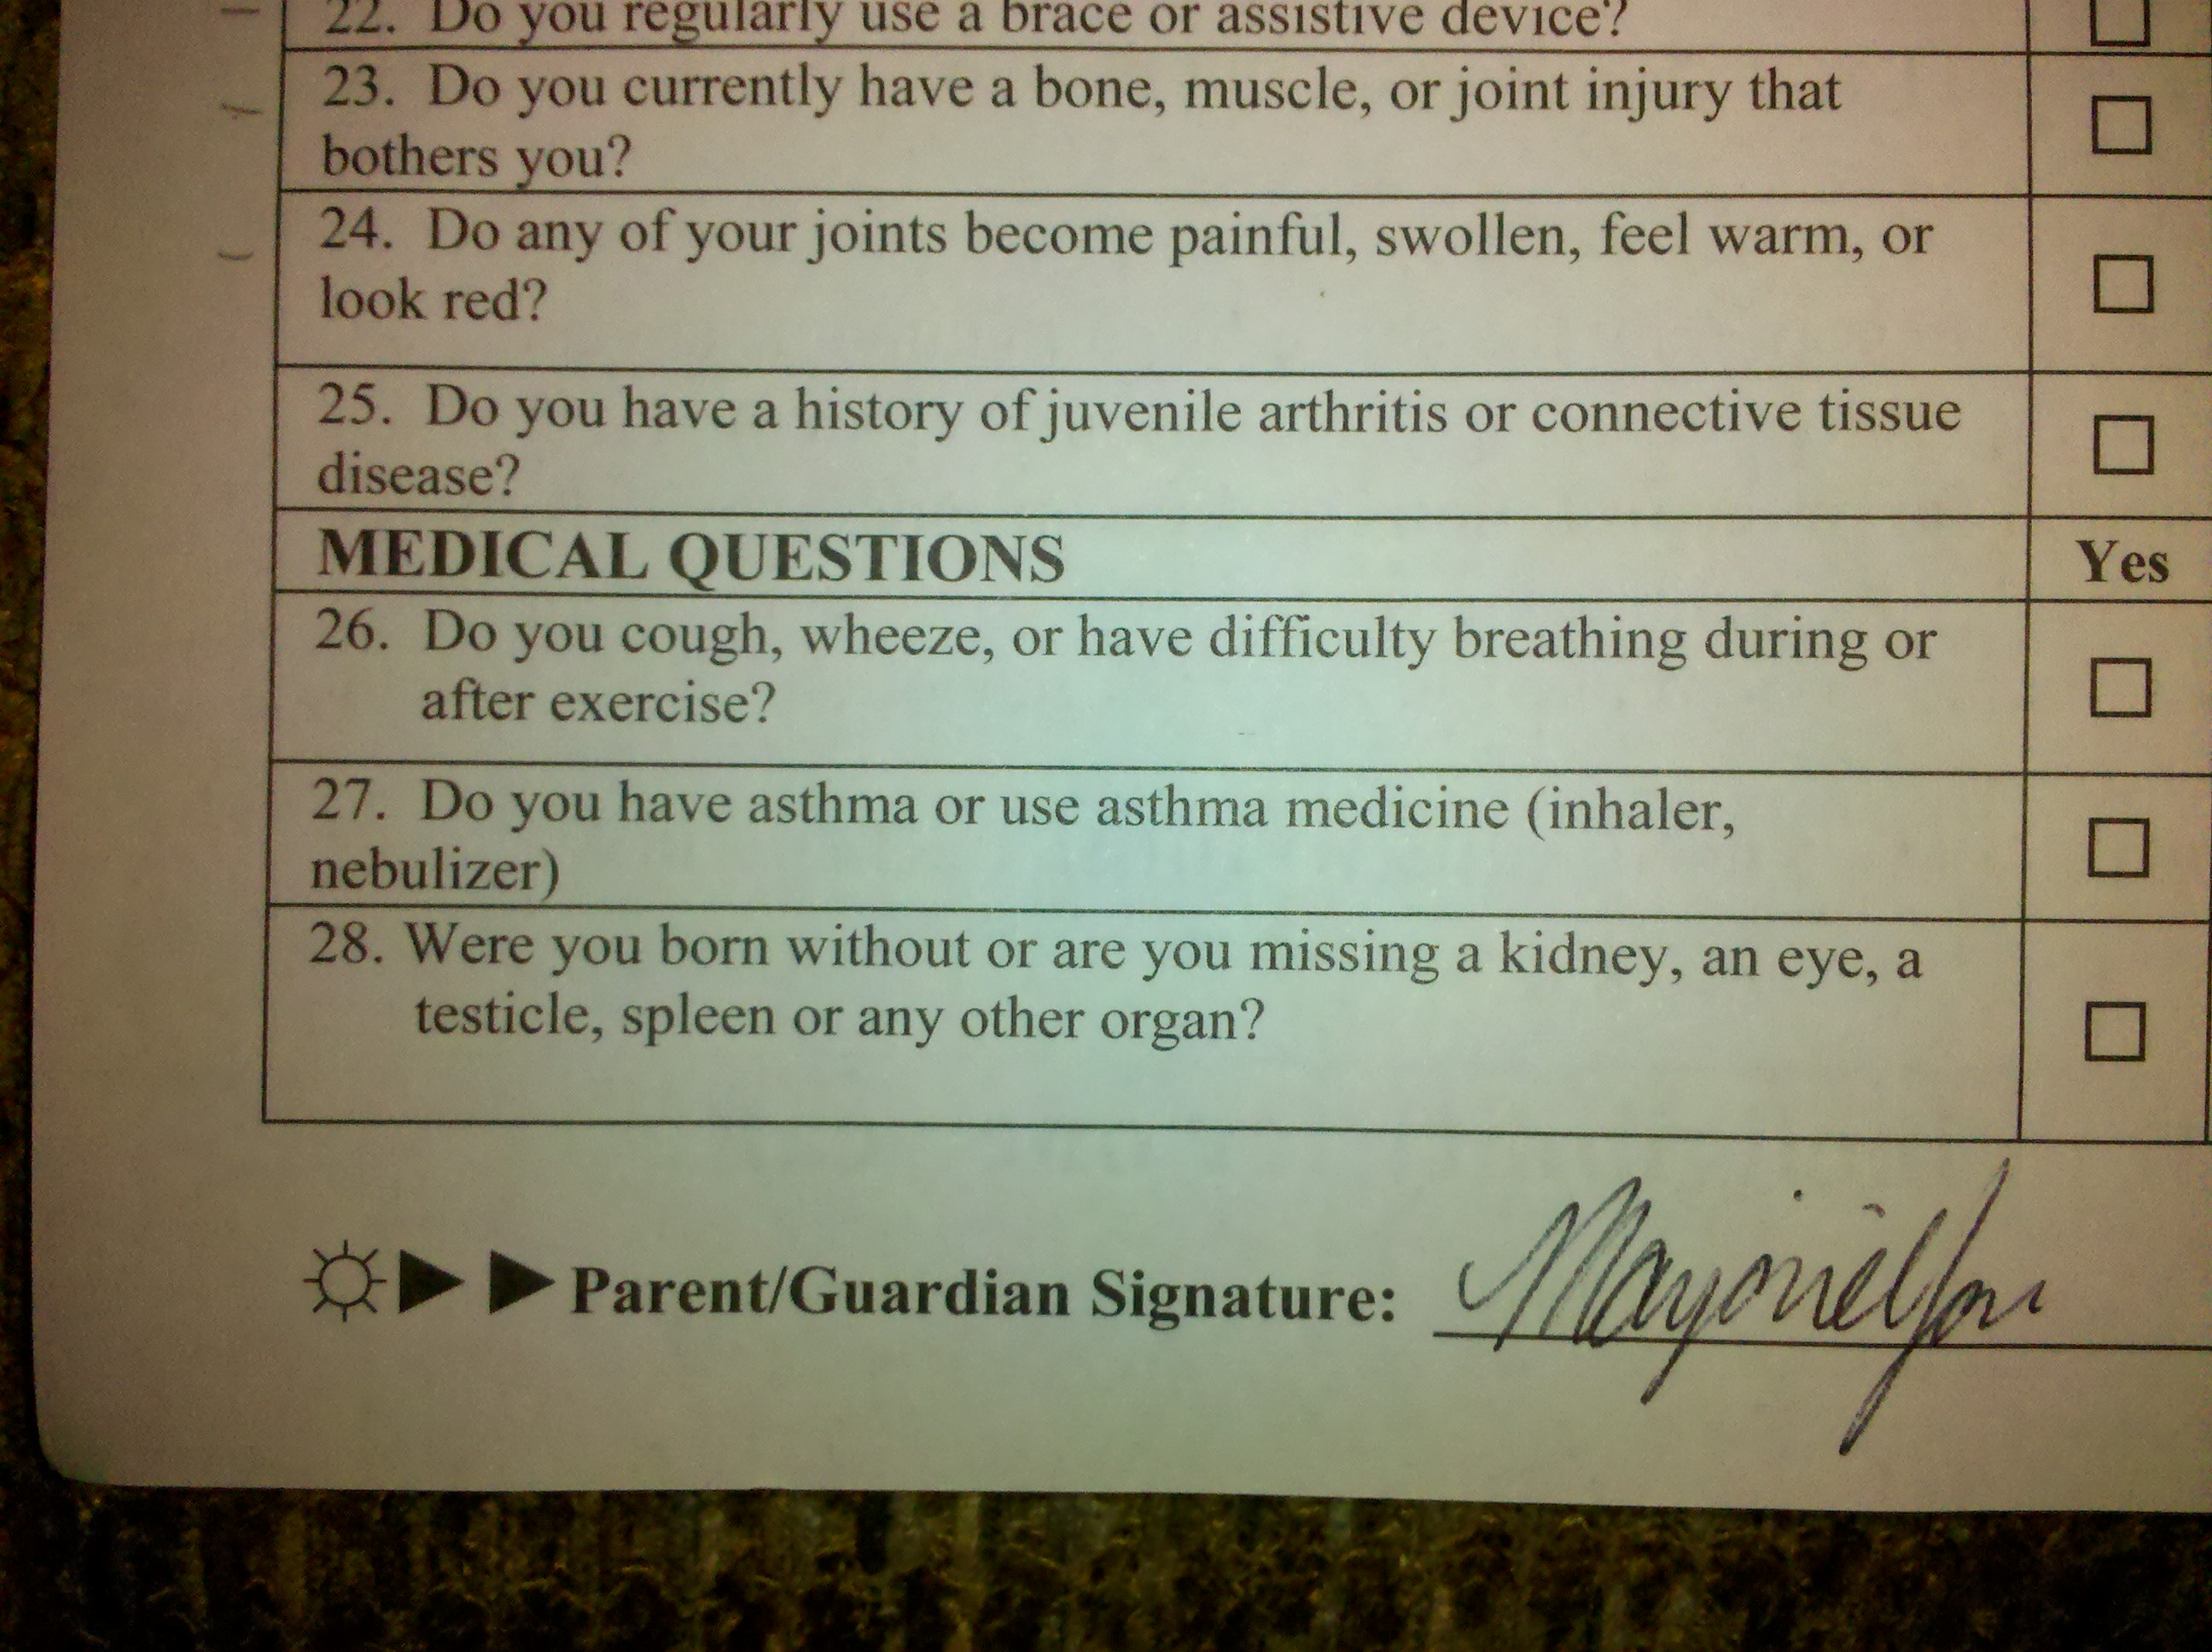 22. Do you regularly use a brace or assistive device?
23. Do you currently have a bone, muscle, or joint injury that
bothers you?
24. Do any of your joints become painful, swollen, feel warm, or
look red?
25. Do you have a history of juvenile arthritis or connective tissue
disease?
MEDICAL QUESTIONS Yes
26. Do you cough, wheeze, or have difficulty breathing during or
after exercise?
27. Do you have asthma or use asthma medicine (inhaler,
nebulizer)
28. Were you born without or are you missing a kidney, an eye, a
testicle, spleen or any other organ?
Parent/Guardian Signature: